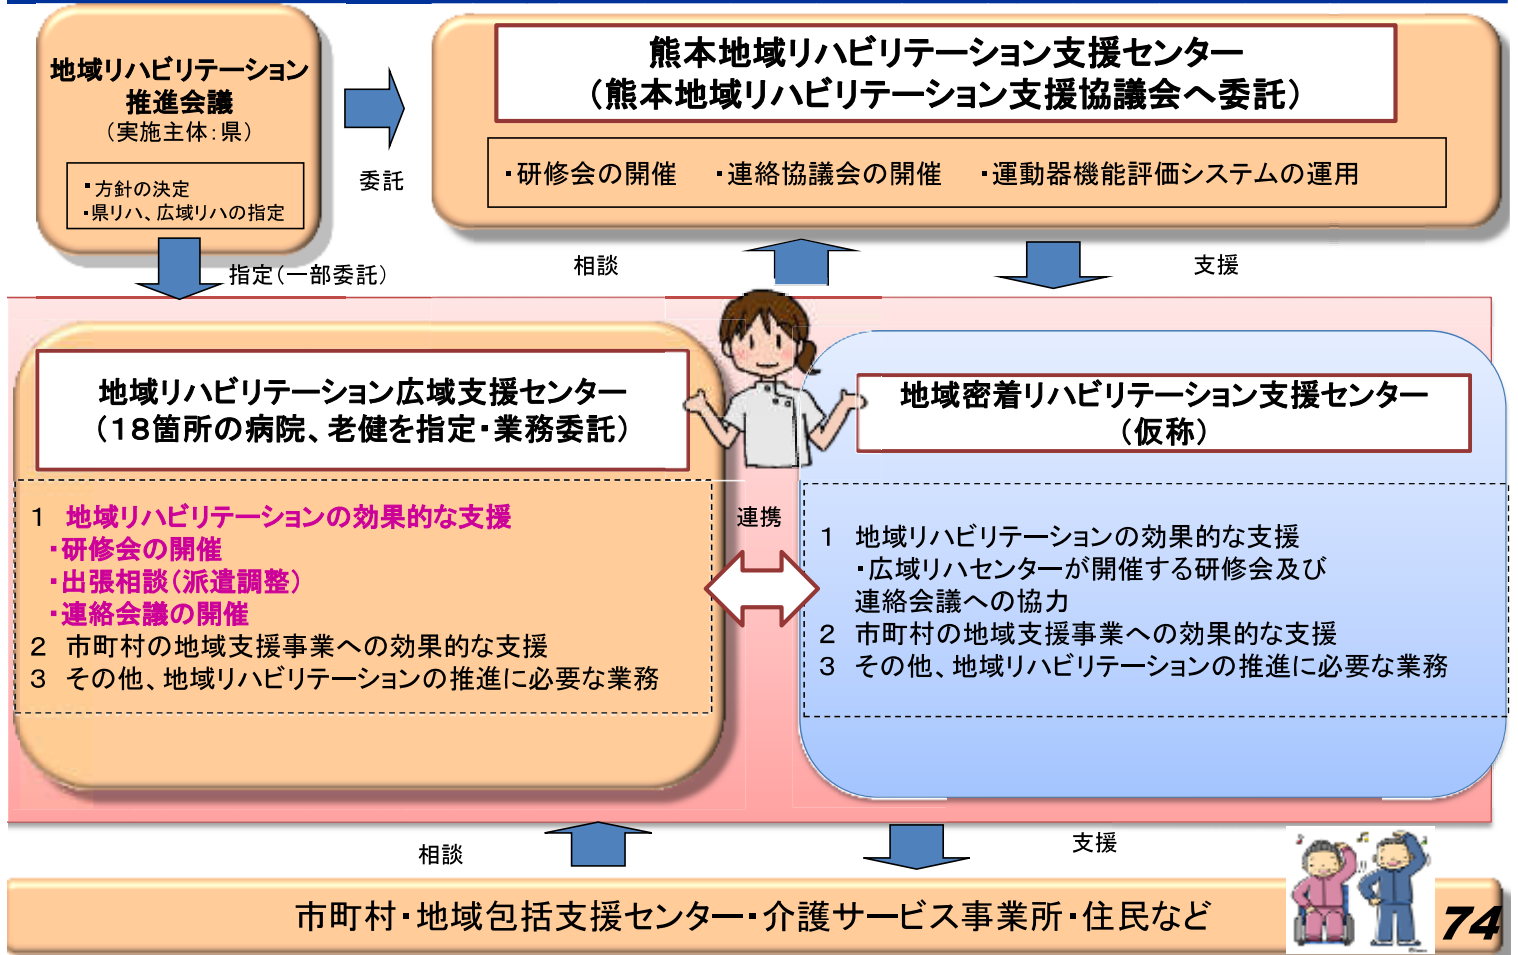 地域リハビリテーション
推進会議
（実施主体：県）
・方針の決定
・県リハ、広域リハの指定
委託
熊本地域リハビリテーション支援センター
（熊本地域リハビリテーション支援協議会へ委託）
・研修会の開催　・連絡協議会の開催　・運動器機能評価システムの運用
指定（一部委託）
相談
支援
地域リハビリテーション広域支援センター
（１８箇所の病院、老健を指定・業務委託）
１　地域リハビリテーションの効果的な支援
・研修会の開催
・出張相談（派遣調整）
・連絡会議の開催
２　市町村の地域支援事業への効果的な支援
３　その他、地域リハビリテーションの推進に必要な業務
連携
地域密着リハビリテーション支援センター
（仮称）
１　地域リハビリテーションの効果的な支援
・広域リハセンターが開催する研修会及び
連絡会議への協力
２　市町村の地域支援事業への効果的な支援
３　その他、地域リハビリテーションの推進に必要な業務
相談
支援
市町村・地域包括支援センター・介護サービス事業所・住民など
74